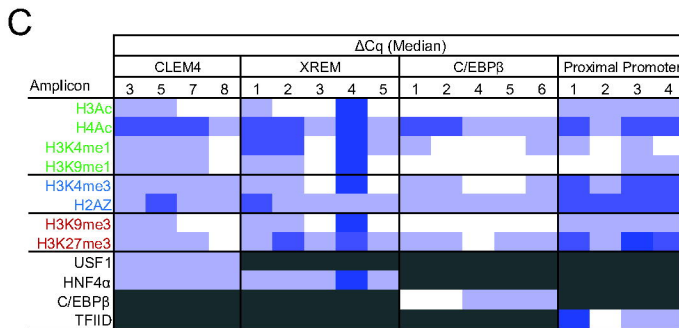 C
ΔCq (Median)
CLEM4 XREM C/EBPβ Proximal Promoter
Amplicon 3 5 7 8 1 2 3 4 5 1 2 4 5 6 1 2 3 4
H3Ac
H4Ac
H3K4me1
H3K9me1
H3K4me3
H2AZ
H3K9me3
H3K27me3
USF1
HNF4α
C/EBPβ
TFIID